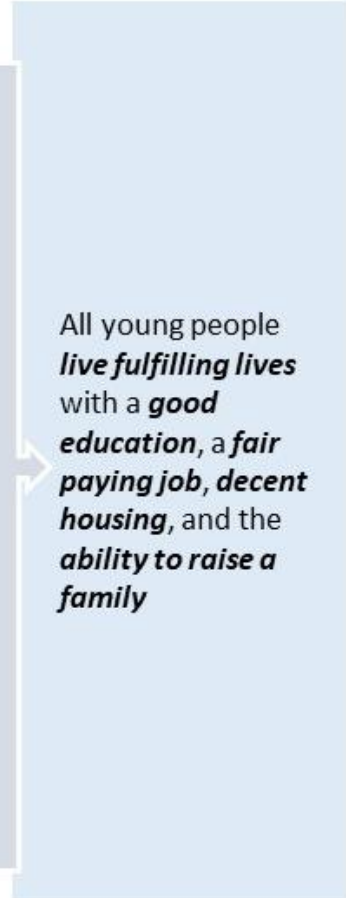 All young people
live fulfilling lives
with a good
education, a fair
paying job, decent
housing, and the
ability to raise a
family